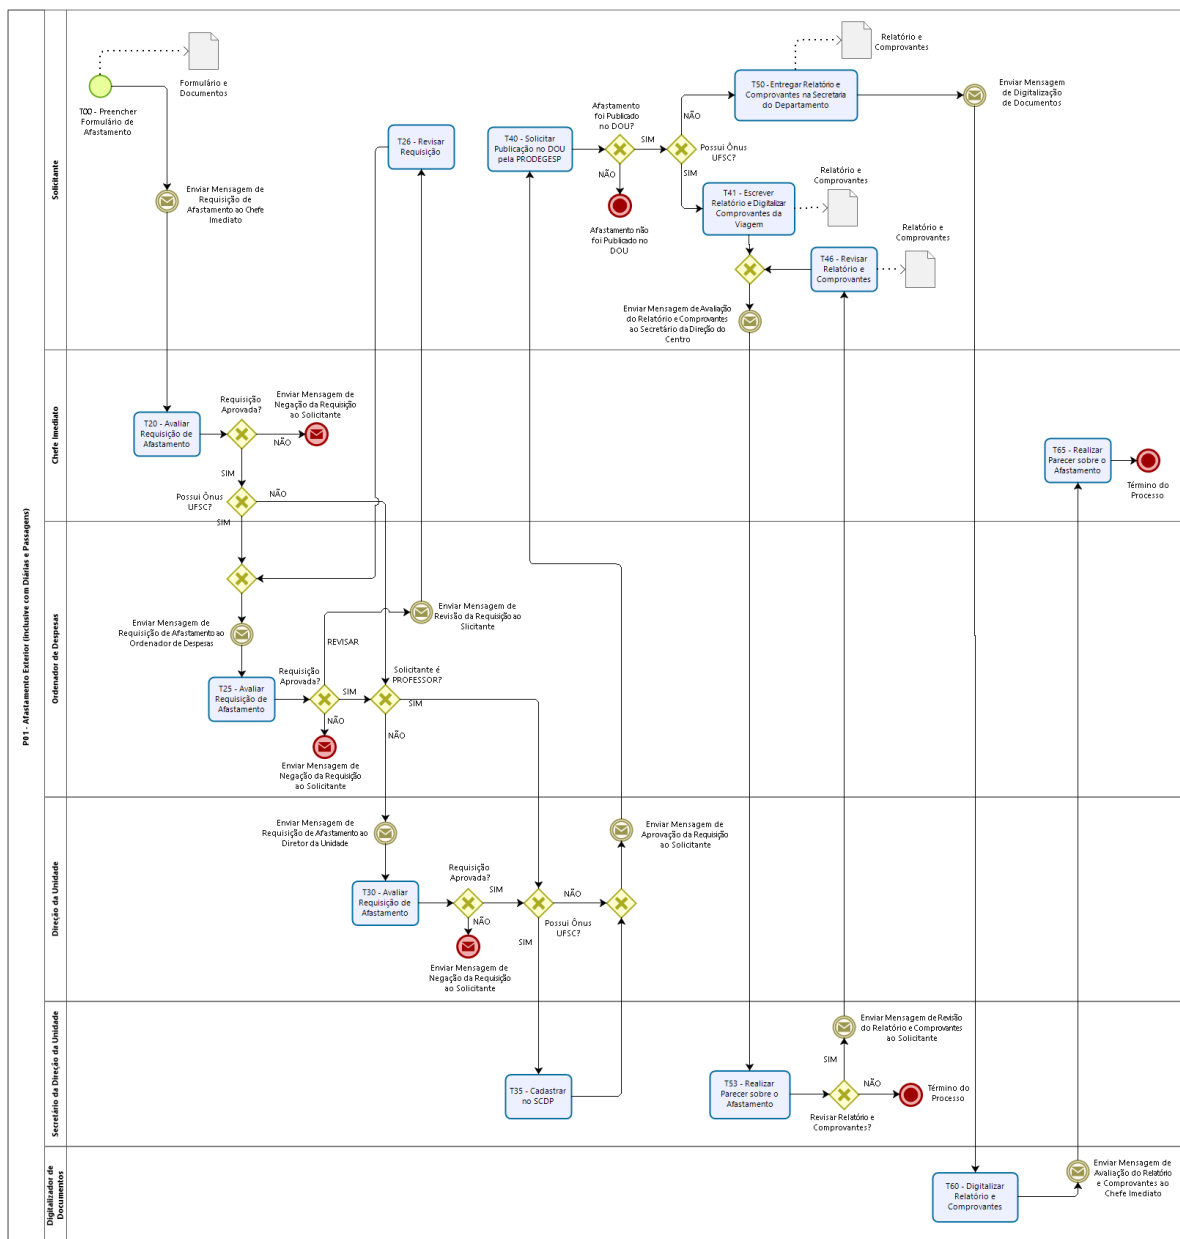 P01 - Afastamento Exterior (inclusive com Diárias e Passagens)
Solicitante
Formulário e
Documentos
T00 - Preencher
Formulário de
Afastamento
Enviar Mensagem de
Requisição de
Afastamento ao Chefe
Imediato
T26 - Revisar
Requisição
T40 - Solicitar
Publicação no DOU
pela PRODEGESP
Afastamento
foi Publicado
no DOU?
SIM
NÃO
Afastamento não
foi Publicado no
DOU
Possui Ônus
UFSC?
NÃO
SIM
T50 - Entregar Relatório e
Comprovantes na Secretaria
do Departamento
Relatório e
Comprovantes
Enviar Mensagem
de Digitalização
de Documentos
T41 - Escrever
Relatório e Digitalizar
Comprovantes da
Viagem
Relatório e
Comprovantes
T46 - Revisar
Relatório e
Comprovantes
Relatório e
Comprovantes
Enviar Mensagem de Avaliação
do Relatório e Comprovantes
ao Secretário da Direção do
Centro
Chefe Imediato
T20 - Avaliar
Requisição de
Afastamento
Requisição
Aprovada?
NÃO
Enviar Mensagem de
Negação da Requisição
ao Solicitante
SIM
Possui Ônus
UFSC?
NÃO
SIM
T65 - Realizar
Parecer sobre o
Afastamento
Término do
Processo
Ordenador de Despesas
Enviar Mensagem de
Requisição de Afastamento ao
Ordenador de Despesas
T25 - Avaliar
Requisição de
Afastamento
Requisição
Aprovada?
REVISAR
Enviar Mensagem de
Revisão da Requisição ao
Slicitante
SIM
NÃO
Enviar Mensagem de
Negação da Requisição
ao Solicitante
Solicitante é
PROFESSOR?
SIM
NÃO
Direção da Unidade
Enviar Mensagem de
Requisição de Afastamento ao
Diretor da Unidade
T30 - Avaliar
Requisição de
Afastamento
Requisição
Aprovada?
SIM
NÃO
Enviar Mensagem de
Negação da Requisição
ao Solicitante
Possui Ônus
UFSC?
NÃO
SIM
Enviar Mensagem de
Aprovação da Requisição
ao Solicitante
Secretário da Direção da Unidade
T35 - Cadastrar
no SCDP
T53 - Realizar
Parecer sobre o
Afastamento
Revisar Relatório e
Comprovantes?
SIM
Enviar Mensagem de Revisão
do Relatório e Comprovantes
ao Solicitante
NÃO
Término do
Processo
Digitalizador de
Documentos
T60 - Digitalizar
Relatório e
Comprovantes
Enviar Mensagem de
Avaliação do Relatório
e Comprovantes ao
Chefe Imediato